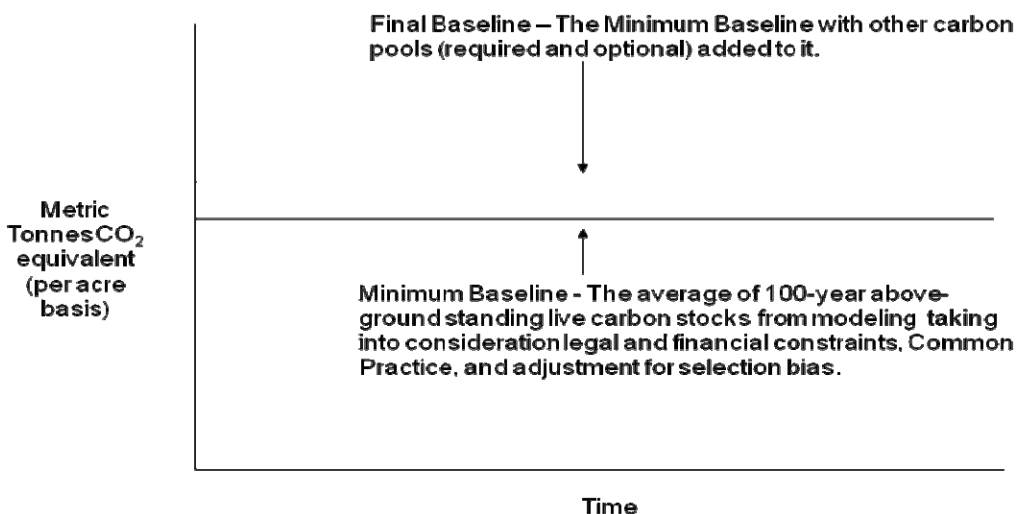 Final Baseline – The Minimum Baseline with other carbon
pools (required and optional) added to it.
Metric
Tonnes CO₂
equivalent
(per acre
basis)
Minimum Baseline - The average of 100-year above-
ground standing live carbon stocks from modeling taking
into consideration legal and financial constraints, Common
Practice, and adjustment for selection bias.
Time